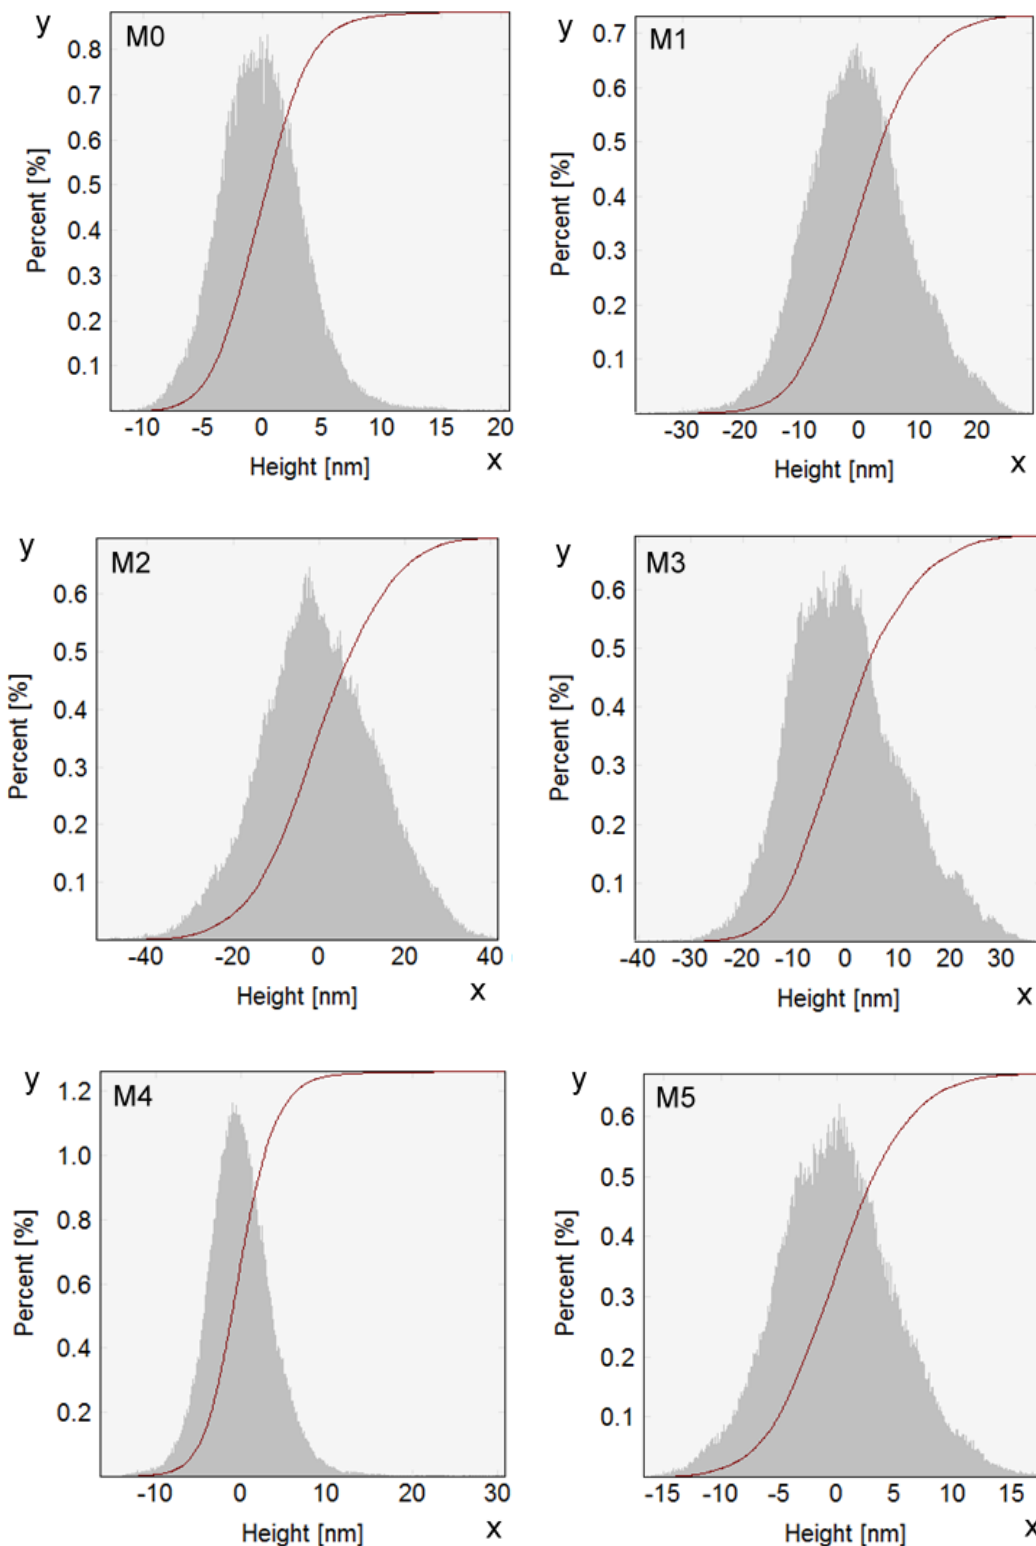 y
M0
0.8
0.7
0.6
0.5
0.4
0.3
0.2
0.1
Percent [%]
-10 -5 0 5 10 15 20
Height [nm]
x
y
M1
0.7
0.6
0.5
0.4
0.3
0.2
0.1
Percent [%]
-30 -20 -10 0 10 20
Height [nm]
x
y
M2
0.6
0.5
0.4
0.3
0.2
0.1
Percent [%]
-40 -20 0 20 40
Height [nm]
x
y
M3
0.6
0.5
0.4
0.3
0.2
0.1
Percent [%]
-40 -30 -20 -10 0 10 20 30
Height [nm]
x
y
M4
1.2
1.0
0.8
0.6
0.4
0.2
Percent [%]
-10 0 10 20 30
Height [nm]
x
y
M5
0.6
0.5
0.4
0.3
0.2
0.1
Percent [%]
-15 -10 -5 0 5 10 15
Height [nm]
x